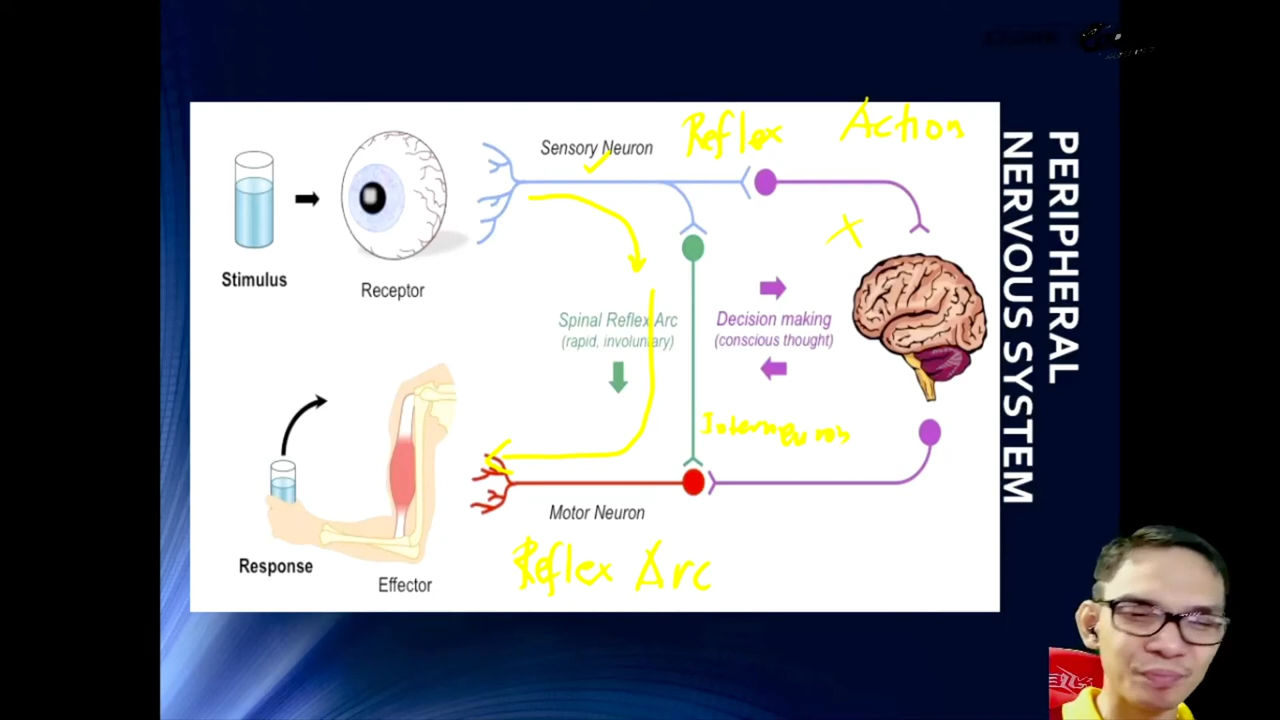 PERIPHERAL
NERVOUS SYSTEM
Reflex Action
Sensory Neuron
Stimulus
Receptor
Spinal Reflex Arc
(rapid, involuntary)
Decision making
(conscious thought)
Interneurons
Motor Neuron
Response
Effector
Reflex Arc